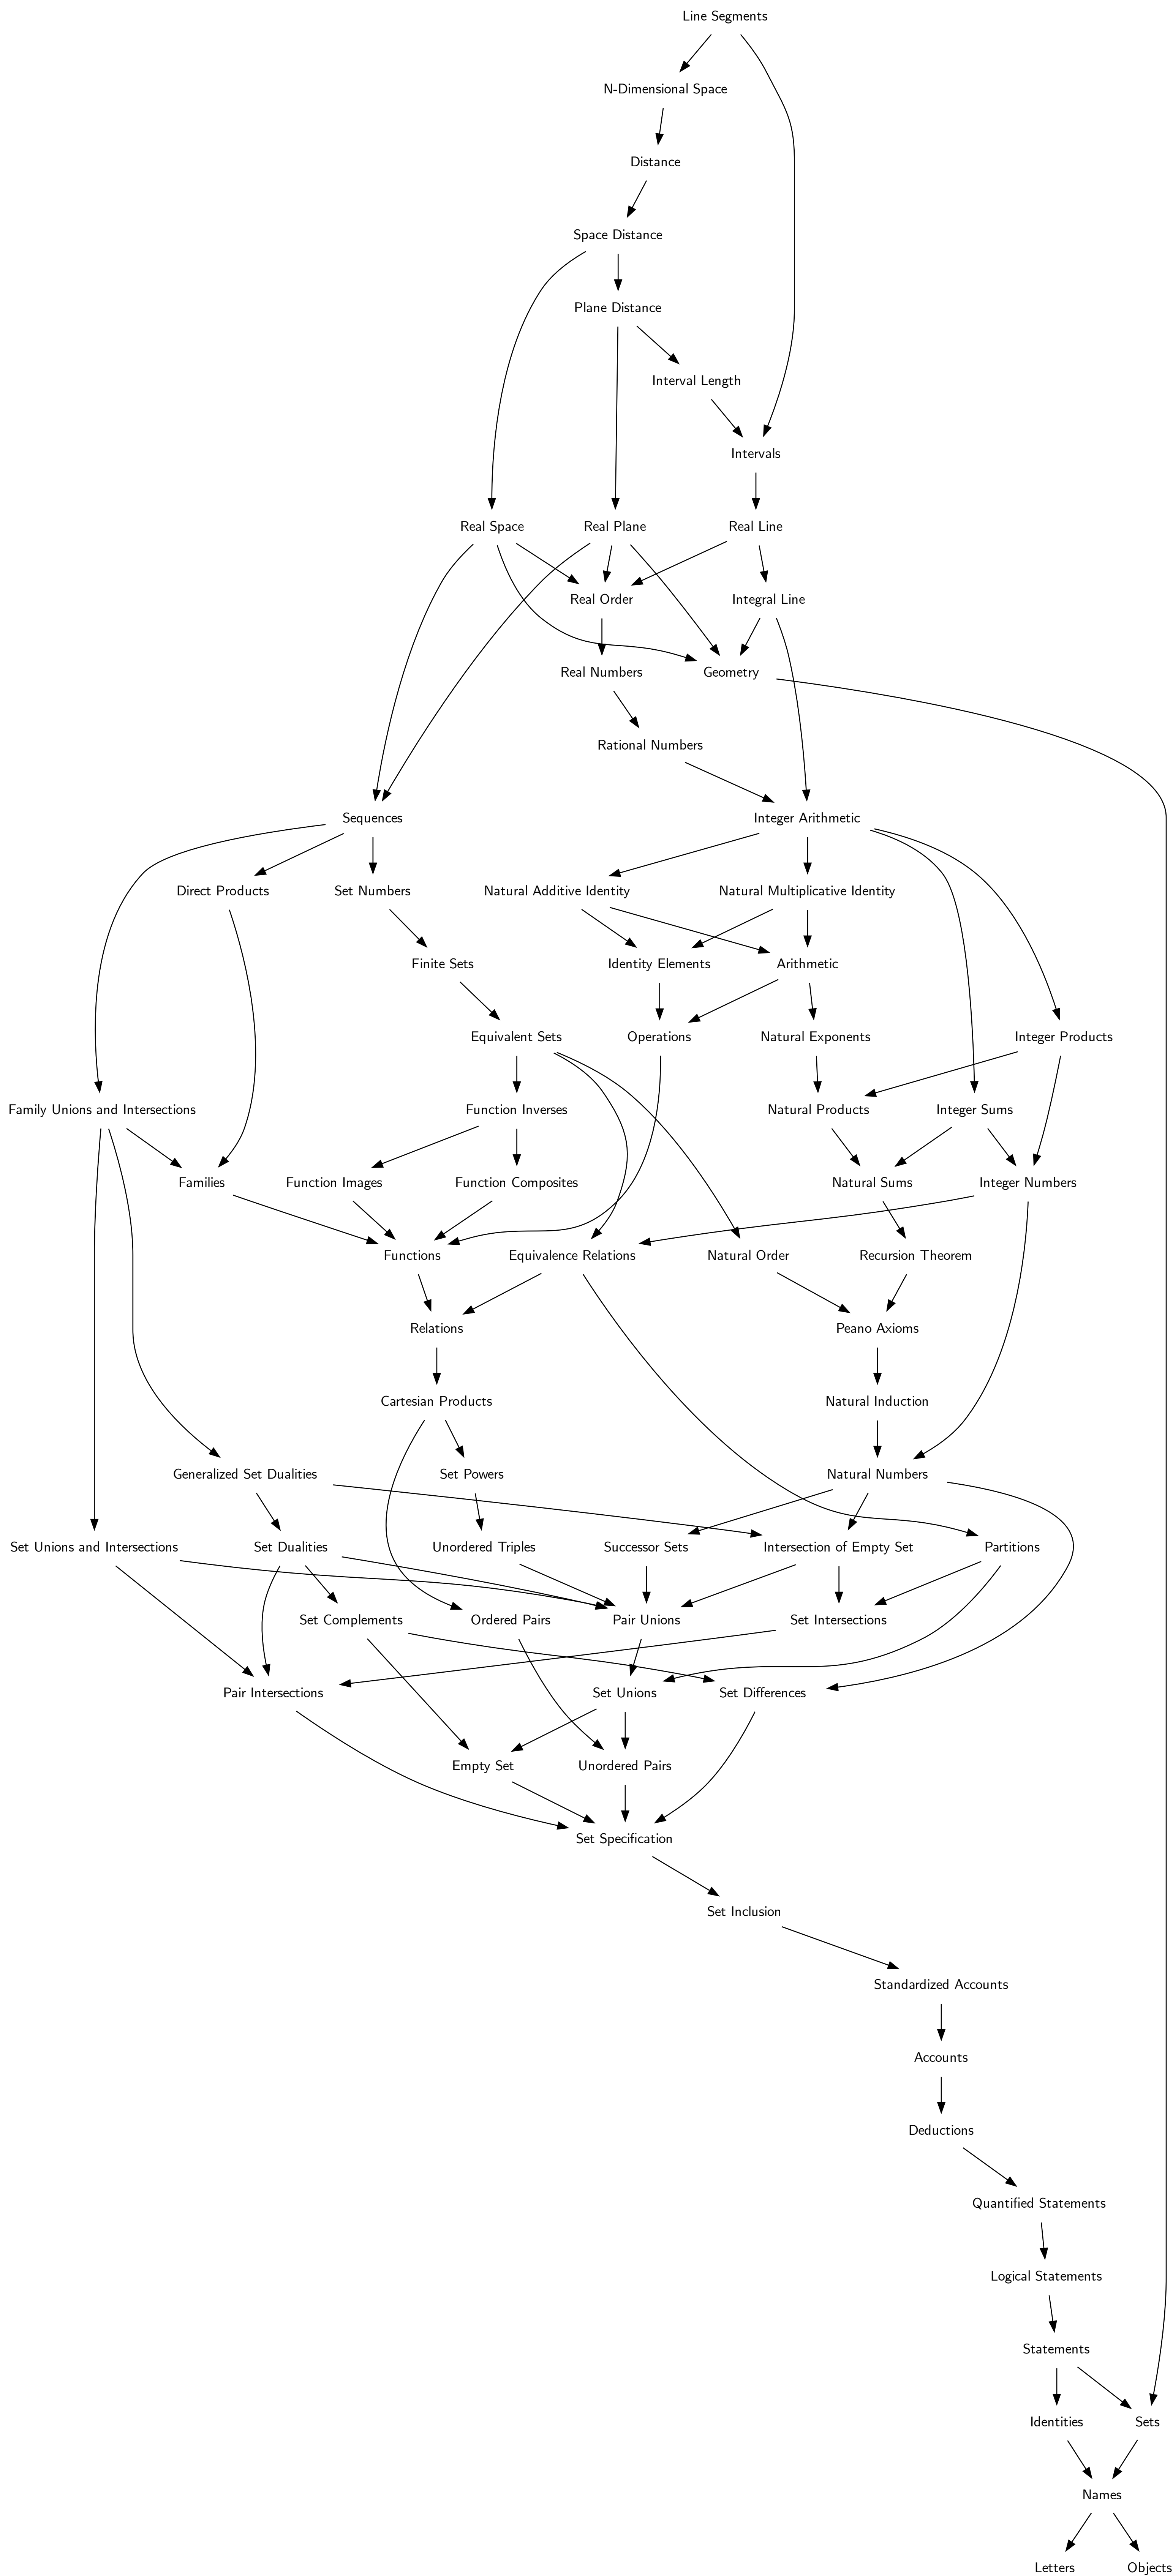 Line Segments
N-Dimensional Space
Distance
Space Distance
Plane Distance
Interval Length
Intervals
Real Space
Real Plane
Real Line
Real Order
Integral Line
Real Numbers
Geometry
Rational Numbers
Sequences
Integer Arithmetic
Direct Products
Set Numbers
Natural Additive Identity
Natural Multiplicative Identity
Finite Sets
Identity Elements
Arithmetic
Equivalent Sets
Operations
Natural Exponents
Integer Products
Family Unions and Intersections
Function Inverses
Natural Products
Integer Sums
Families
Function Images
Function Composites
Natural Sums
Integer Numbers
Functions
Equivalence Relations
Natural Order
Recursion Theorem
Relations
Peano Axioms
Cartesian Products
Natural Induction
Generalized Set Dualities
Set Powers
Natural Numbers
Set Unions and Intersections
Set Dualities
Unordered Triples
Successor Sets
Intersection of Empty Set
Partitions
Set Complements
Ordered Pairs
Pair Unions
Set Intersections
Pair Intersections
Set Unions
Set Differences
Empty Set
Unordered Pairs
Set Specification
Set Inclusion
Standardized Accounts
Accounts
Deductions
Quantified Statements
Logical Statements
Statements
Identities
Sets
Names
Letters
Objects